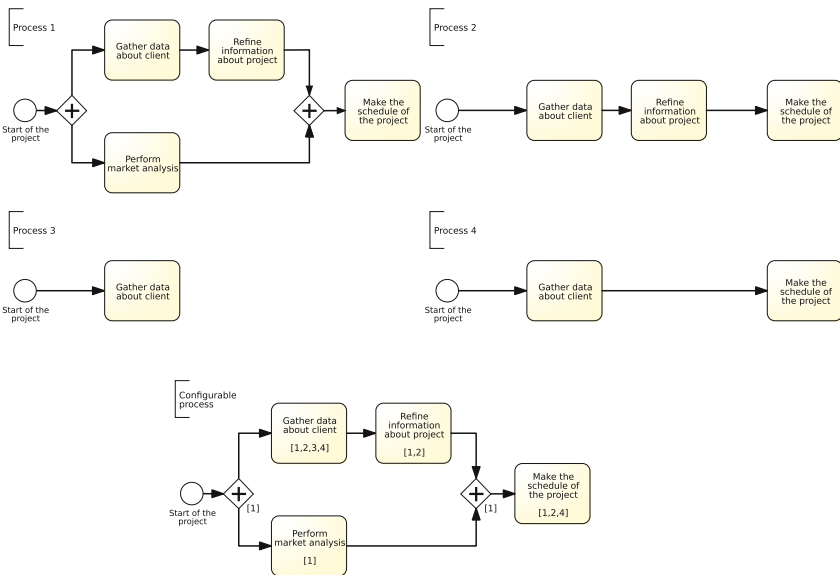 Process 1
Gather data
about client
Refine
information
about project
Start of the
project
Perform
market analysis
Make the
schedule of
the project
Process 2
Start of the
project
Gather data
about client
Refine
information
about project
Make the
schedule of
the project
Process 3
Start of the
project
Gather data
about client
Process 4
Start of the
project
Gather data
about client
Make the
schedule of
the project
Configurable
process
Gather data
about client
[1,2,3,4]
Refine
information
about project
[1,2]
Start of the
project
[1]
Perform
market analysis
[1]
[1]
Make the
schedule of
the project
[1,2,4]